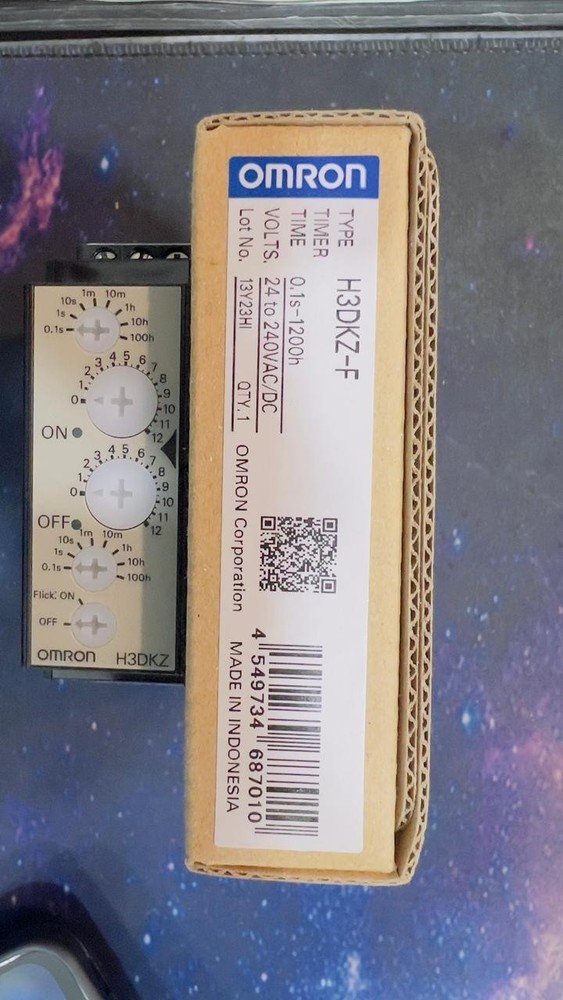 OMRON
TYPE H3DKZ-F
TIMER
TIME 0.1s-1200h
VOLTS. 24 to 240VAC/DC
Lot No. 13Y23HI QTY.1
OMRON Corporation MADE IN INDONESIA
4 549734 687010
1m 10m
10s 1h
1s 10h
0.1s 100h
0 1 2 3 4 5 6 7 8 9 10 11 12
ON
0 1 2 3 4 5 6 7 8 9 10 11 12
OFF
10s 1m 10m
1s 1h
0.1s 10h
100h
Flick: ON
OFF
OMRON H3DKZ